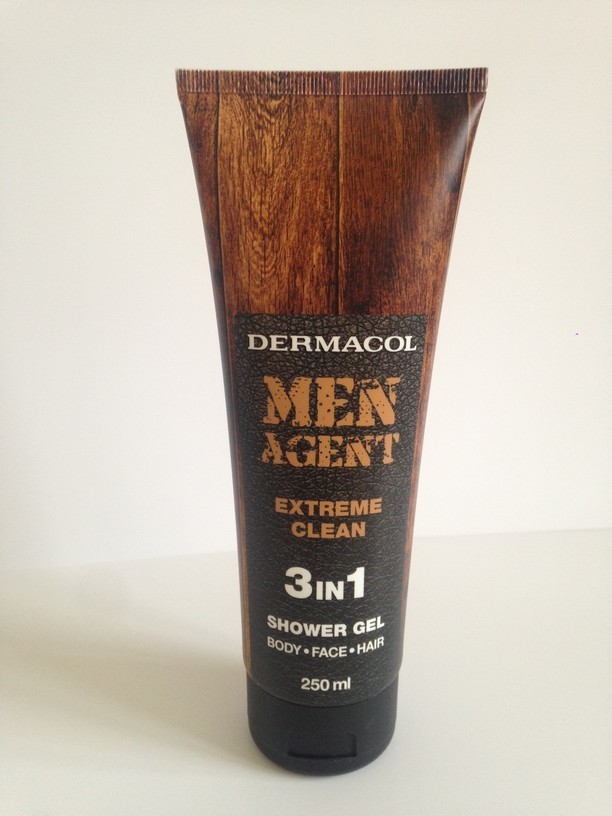 DERMACOL
MEN
AGENT
EXTREME
CLEAN
3IN1
SHOWER GEL
BODY • FACE • HAIR
250 ml